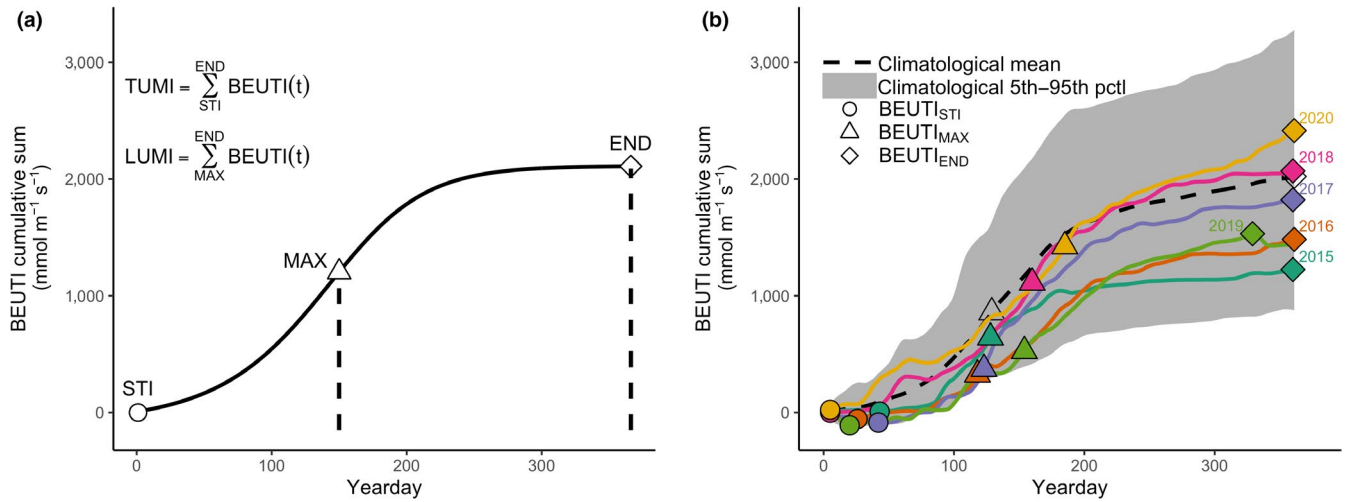 (a)
BEUTI cumulative sum
(mmol m⁻¹ s⁻¹)
3,000
2,000
1,000
0
TUMI = ∑ END STI BEUTI(t)
LUMI = ∑ END MAX BEUTI(t)
STI
MAX
END
0 100 200 300
Yearday
(b)
BEUTI cumulative sum
(mmol m⁻¹ s⁻¹)
3,000
2,000
1,000
0
Climatological mean
Climatological 5th–95th pctl
BEUTI_STI
BEUTI_MAX
BEUTI_END
2020
2018
2017
2019
2016
2015
0 100 200 300
Yearday